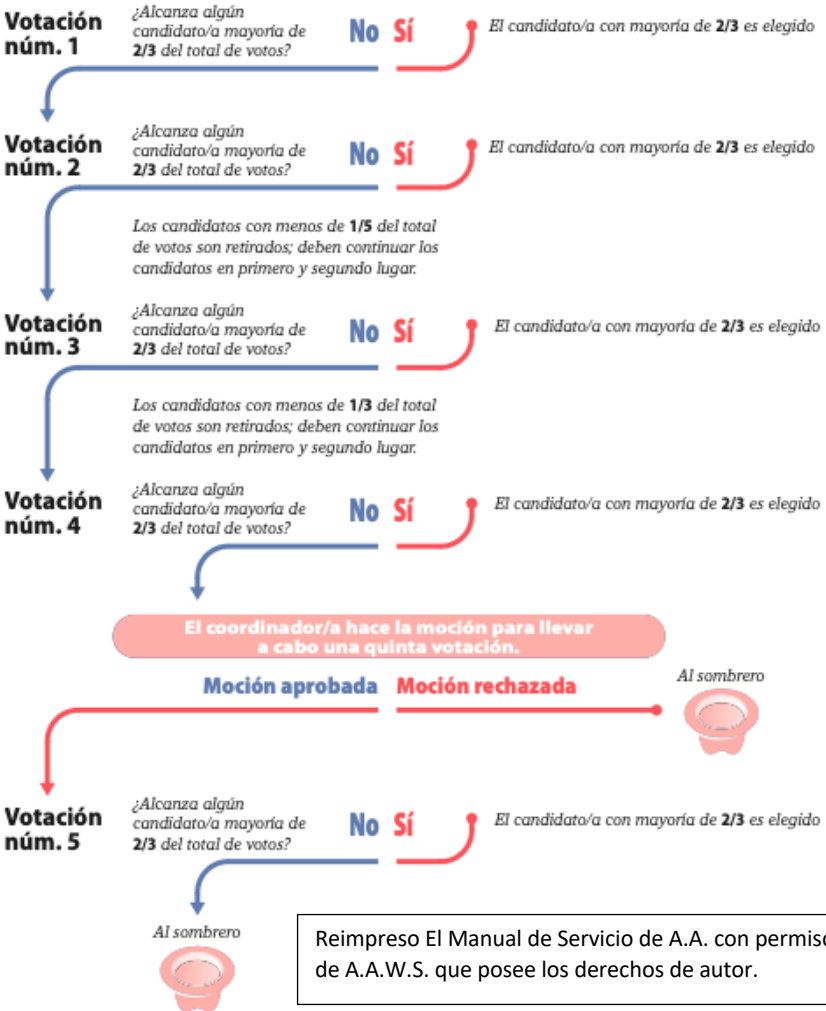 Votación núm. 1
¿Alcanza algún
candidato/a mayoría de
2/3 del total de votos?
No Sí
El candidato/a con mayoría de 2/3 es elegido
Votación núm. 2
¿Alcanza algún
candidato/a mayoría de
2/3 del total de votos?
No Sí
El candidato/a con mayoría de 2/3 es elegido
Los candidatos con menos de 1/5 del total
de votos son retirados; deben continuar los
candidatos en primero y segundo lugar.
Votación núm. 3
¿Alcanza algún
candidato/a mayoría de
2/3 del total de votos?
No Sí
El candidato/a con mayoría de 2/3 es elegido
Los candidatos con menos de 1/3 del total
de votos son retirados; deben continuar los
candidatos en primero y segundo lugar.
Votación núm. 4
¿Alcanza algún
candidato/a mayoría de
2/3 del total de votos?
No Sí
El candidato/a con mayoría de 2/3 es elegido
El coordinador/a hace la moción para llevar
a cabo una quinta votación.
Moción aprobada Moción rechazada
Al sombrero
Votación núm. 5
¿Alcanza algún
candidato/a mayoría de
2/3 del total de votos?
No Sí
El candidato/a con mayoría de 2/3 es elegido
Al sombrero
Reimpreso El Manual de Servicio de A.A. con permiso
de A.A.W.S. que posee los derechos de autor.